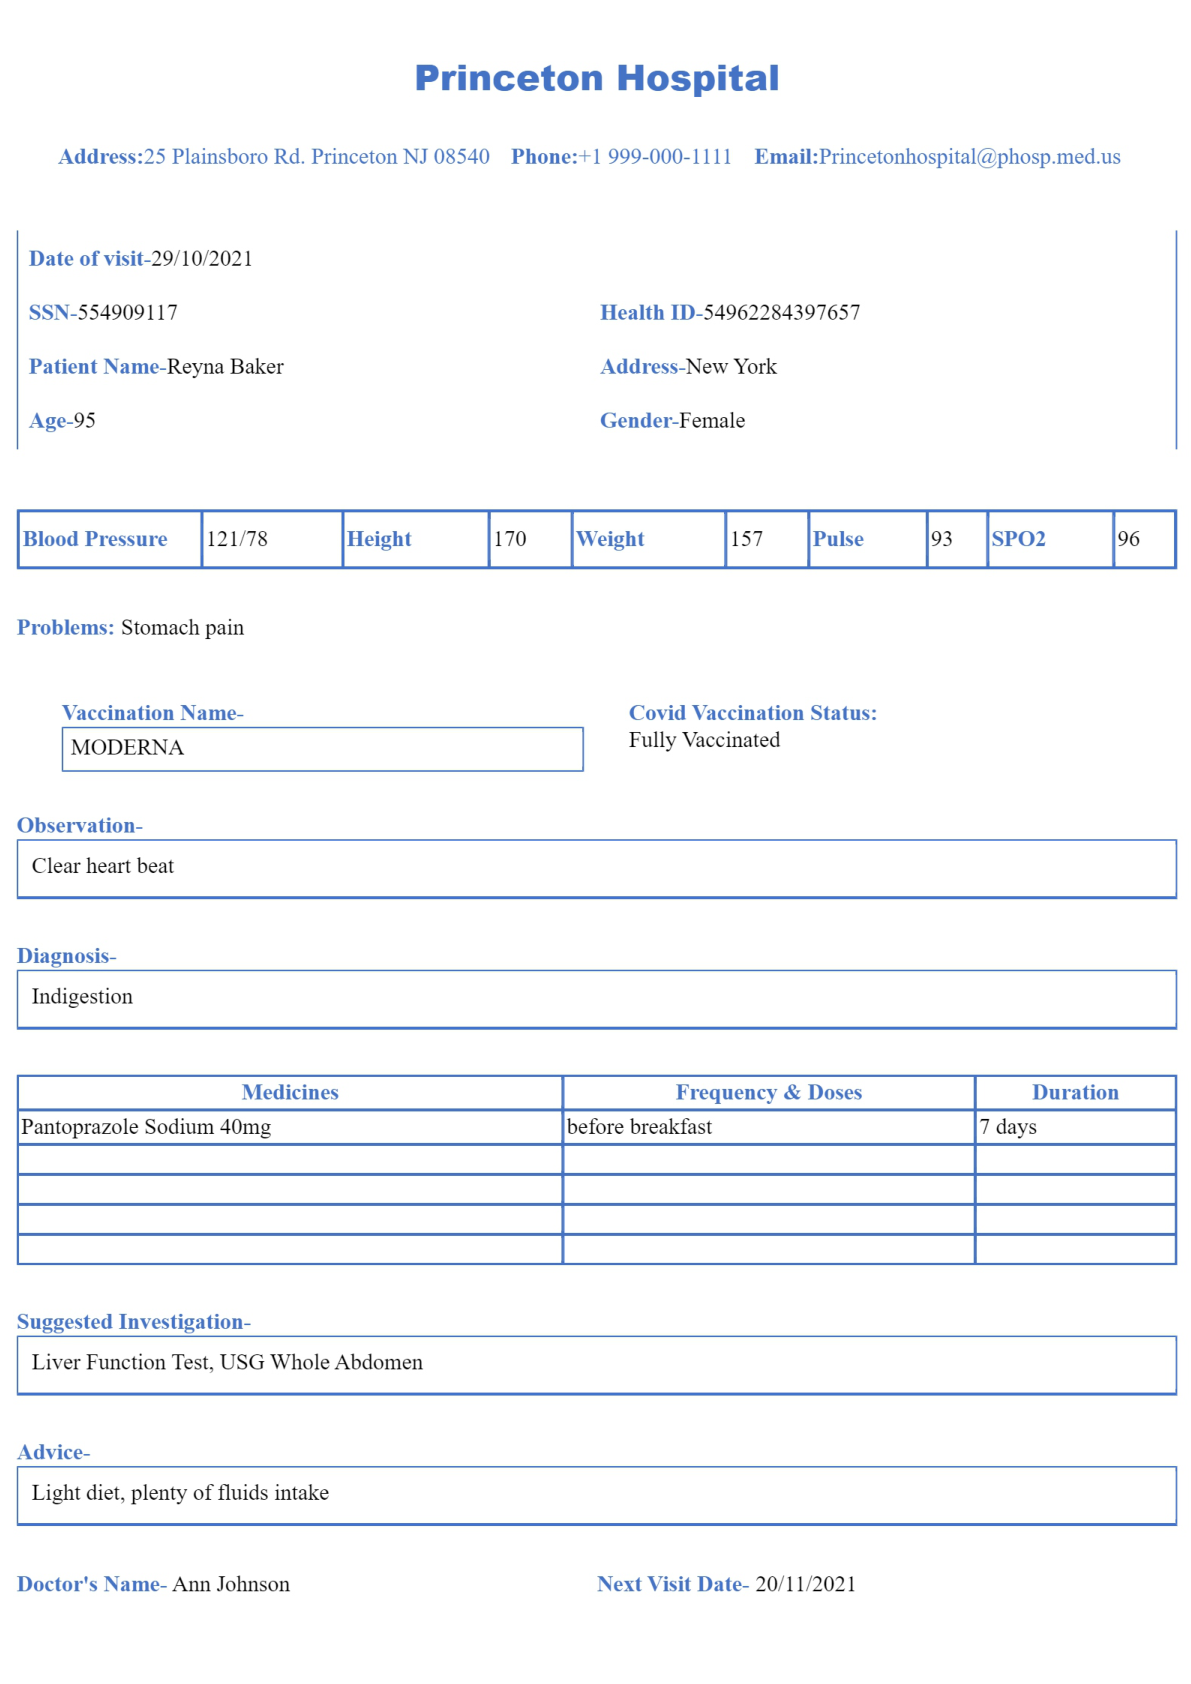 Princeton Hospital
Address:25 Plainsboro Rd. Princeton NJ 08540 Phone:+1 999-000-1111 Email:Princetonhospital@phosp.med.us
Date of visit-29/10/2021
SSN-554909117 Health ID-54962284397657
Patient Name-Reyna Baker Address-New York
Age-95 Gender-Female
Blood Pressure 121/78 Height 170 Weight 157 Pulse 93 SPO2 96
Problems: Stomach pain
Vaccination Name- Covid Vaccination Status:
MODERNA Fully Vaccinated
Observation-
Clear heart beat
Diagnosis-
Indigestion
Medicines Frequency & Doses Duration
Pantoprazole Sodium 40mg before breakfast 7 days
Suggested Investigation-
Liver Function Test, USG Whole Abdomen
Advice-
Light diet, plenty of fluids intake
Doctor's Name- Ann Johnson Next Visit Date- 20/11/2021